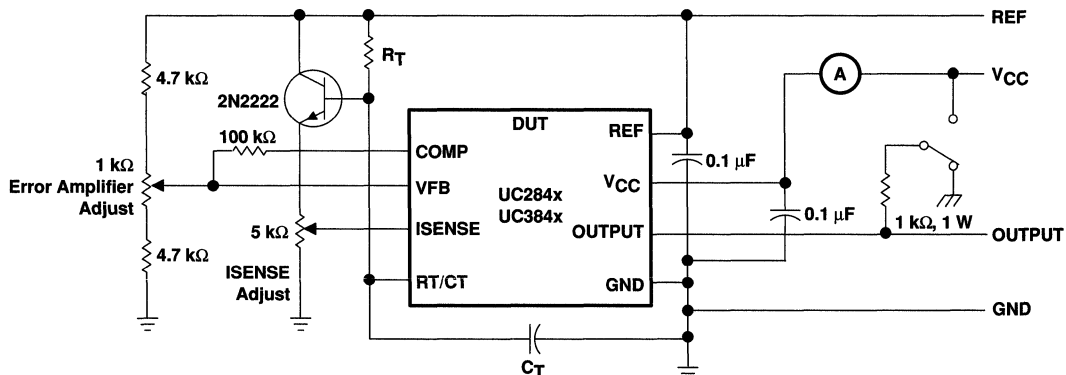 REF
4.7 kΩ
R_T
A
V_CC
2N2222
DUT
100 kΩ
REF
COMP
0.1 μF
1 kΩ
Error Amplifier
Adjust
VFB
V_CC
UC284x
UC384x
0.1 μF
1 kΩ, 1 W
5 kΩ
ISENSE
OUTPUT
OUTPUT
4.7 kΩ
ISENSE
Adjust
RT/CT
GND
GND
C_T